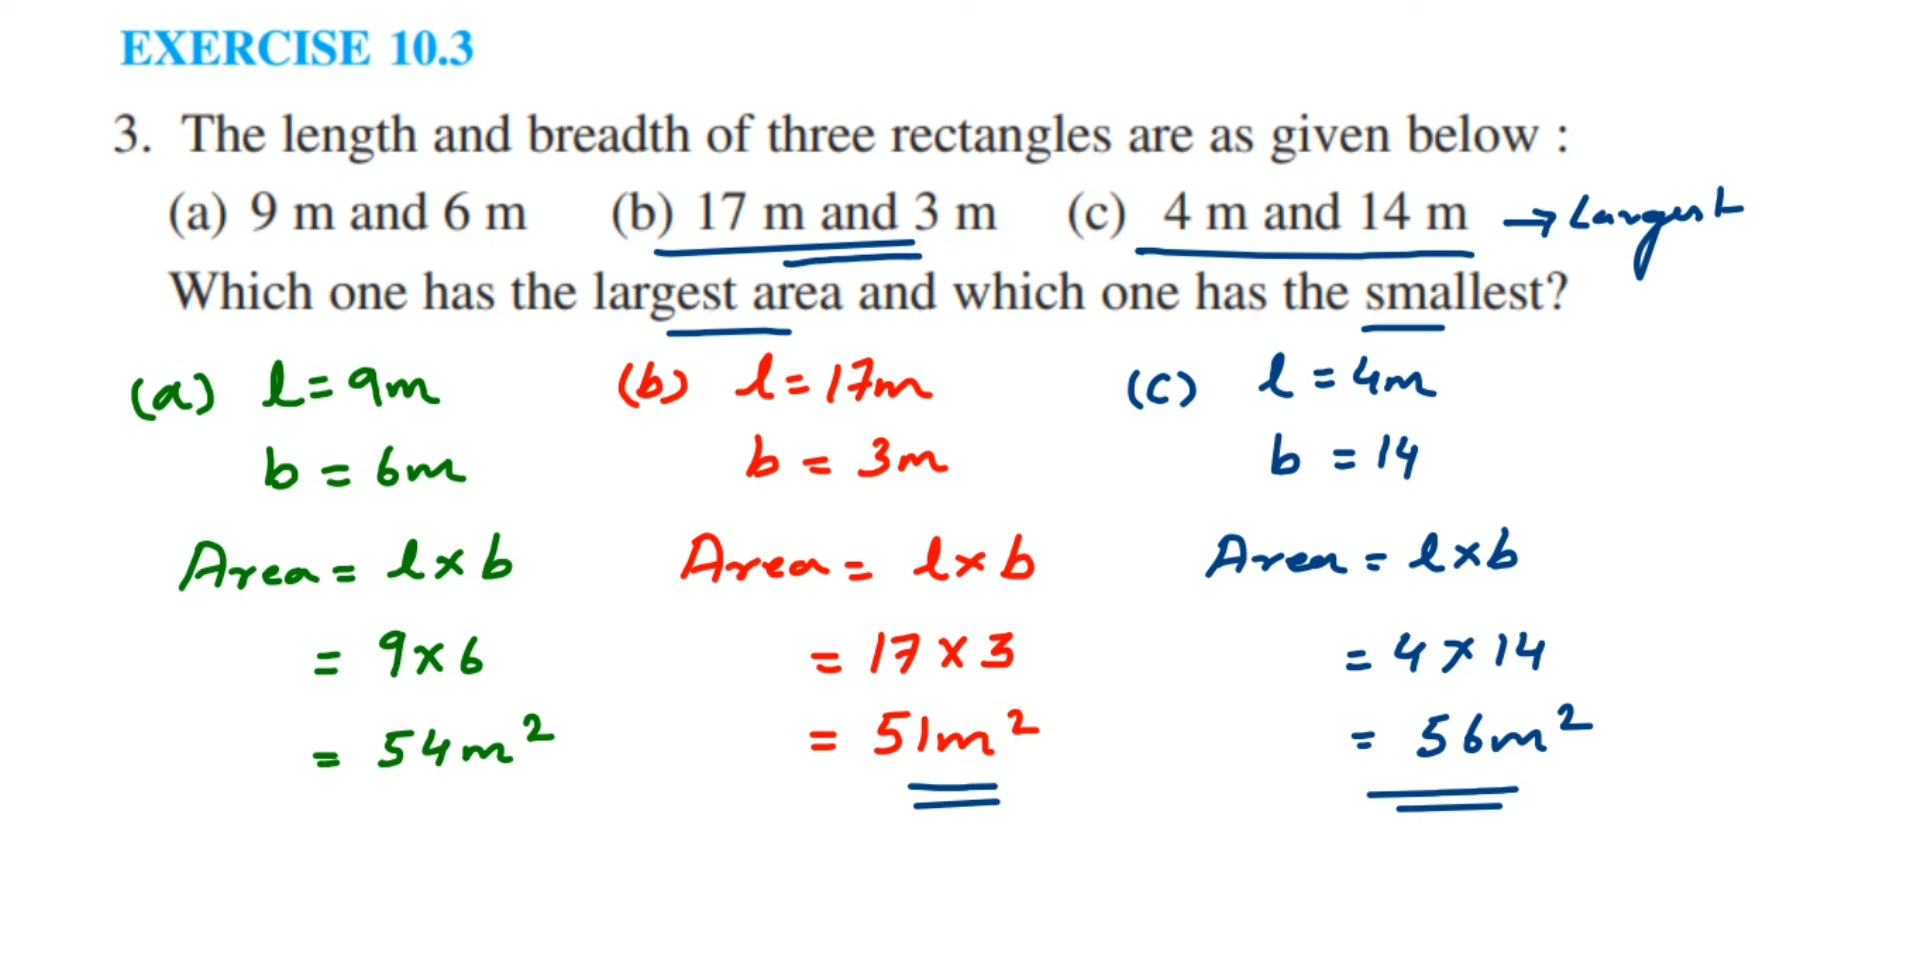 EXERCISE 10.3
3. The length and breadth of three rectangles are as given below :
(a) 9 m and 6 m (b) 17 m and 3 m (c) 4 m and 14 m → Largest
Which one has the largest area and which one has the smallest?
(a) l = 9m (b) l = 17m (c) l = 4m
b = 6m b = 3m b = 14
Area = l × b Area = l × b Area = l × b
= 9 × 6 = 17 × 3 = 4 × 14
= 54m² = 51m² = 56m²